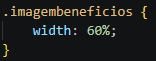 .imagembeneficios {
    width: 60%;
}